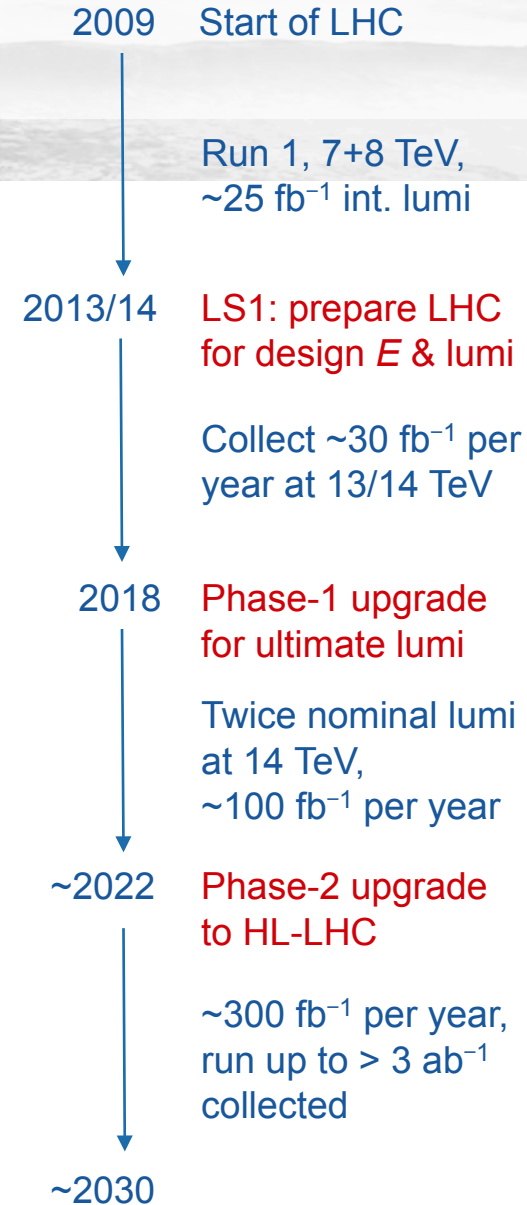 2009 Start of LHC
Run 1, 7+8 TeV,
~25 fb⁻¹ int. lumi
2013/14 LS1: prepare LHC
for design E & lumi
Collect ~30 fb⁻¹ per
year at 13/14 TeV
2018 Phase-1 upgrade
for ultimate lumi
Twice nominal lumi
at 14 TeV,
~100 fb⁻¹ per year
~2022 Phase-2 upgrade
to HL-LHC
~300 fb⁻¹ per year,
run up to > 3 ab⁻¹
collected
~2030